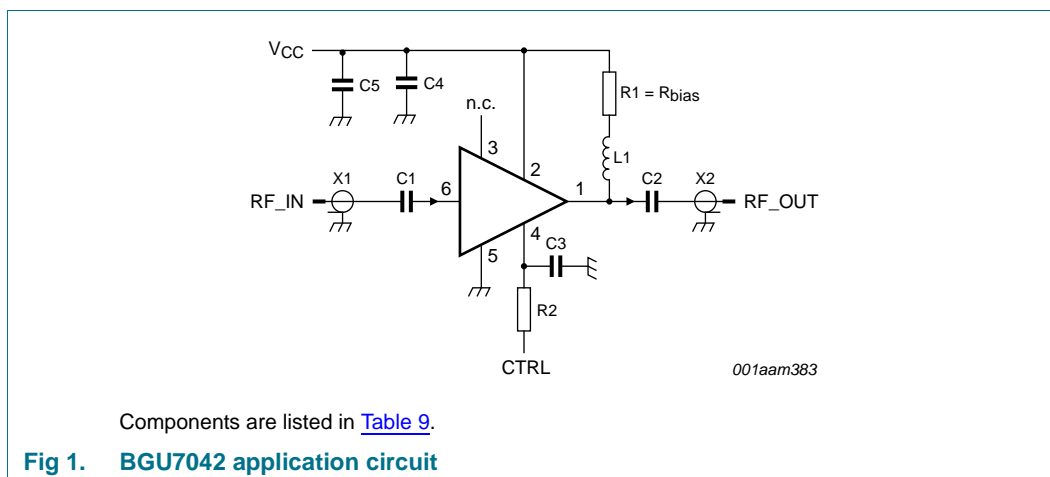 VCC
C5
C4
R1 = Rbias
n.c.
3
L1
2
X1
C1
6
1
C2
X2
RF_IN
RF_OUT
4
C3
5
R2
CTRL
001aam383
Components are listed in Table 9.
Fig 1. BGU7042 application circuit